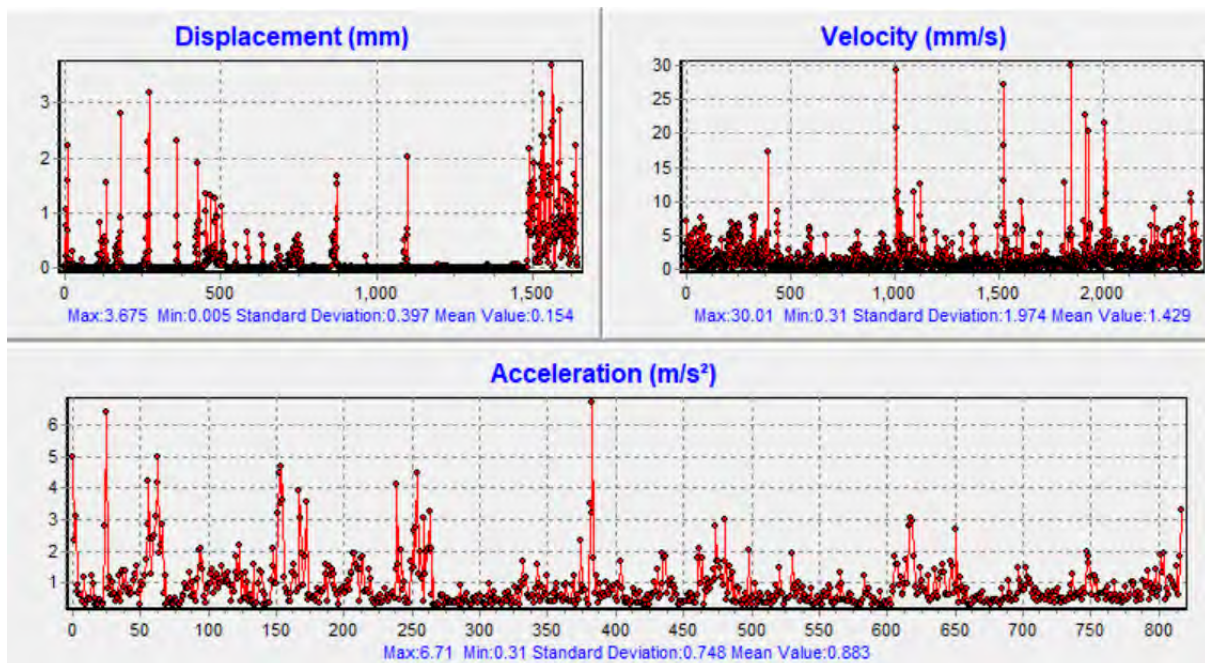 Displacement (mm)
3
2
1
0
0 500 1,000 1,500
Max:3.675 Min:0.005 Standard Deviation:0.397 Mean Value:0.154
Velocity (mm/s)
30
25
20
15
10
5
0
0 500 1,000 1,500 2,000
Max:30.01 Min:0.31 Standard Deviation:1.974 Mean Value:1.429
Acceleration (m/s²)
6
5
4
3
2
1
0 50 100 150 200 250 300 350 400 450 500 550 600 650 700 750 800
Max:6.71 Min:0.31 Standard Deviation:0.748 Mean Value:0.883